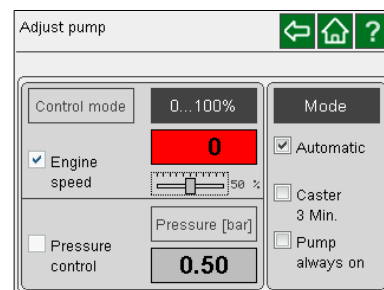 Adjust pump
?
Control mode
0...100%
Mode
0
Engine
speed
50 %
Automatic
Caster
3 Min.
Pressure [bar]
Pressure
control
0.50
Pump
always on